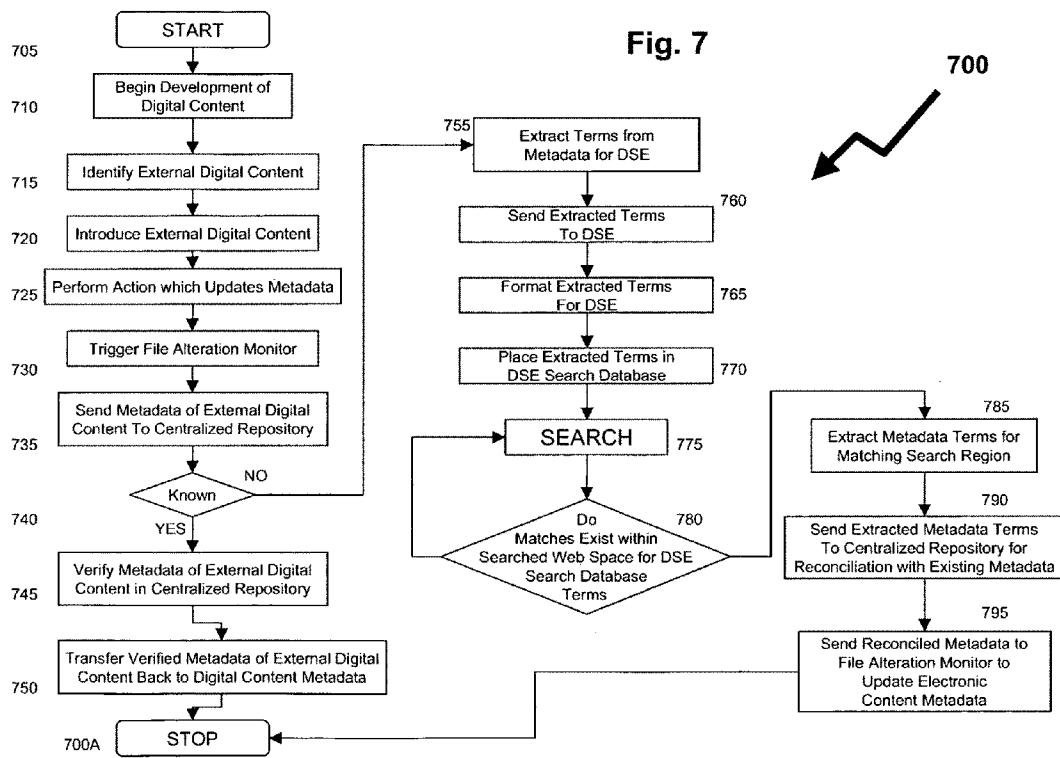 START
Fig. 7
700
705
Begin Development of
Digital Content
710
Identify External Digital Content
715
Introduce External Digital Content
720
Perform Action which Updates Metadata
725
Trigger File Alteration Monitor
730
Send Metadata of External Digital
Content To Centralized Repository
735
Known
NO
YES
740
Verify Metadata of External Digital
Content in Centralized Repository
745
Transfer Verified Metadata of External Digital
Content Back to Digital Content Metadata
750
STOP
700A
755
Extract Terms from
Metadata for DSE
760
Send Extracted Terms
To DSE
Format Extracted Terms
For DSE
765
Place Extracted Terms in
DSE Search Database
770
SEARCH
775
Do
Matches Exist within
Searched Web Space for DSE
Search Database
Terms
780
785
Extract Metadata Terms for
Matching Search Region
790
Send Extracted Metadata Terms
To Centralized Repository for
Reconciliation with Existing Metadata
795
Send Reconciled Metadata to
File Alteration Monitor to
Update Electronic
Content Metadata